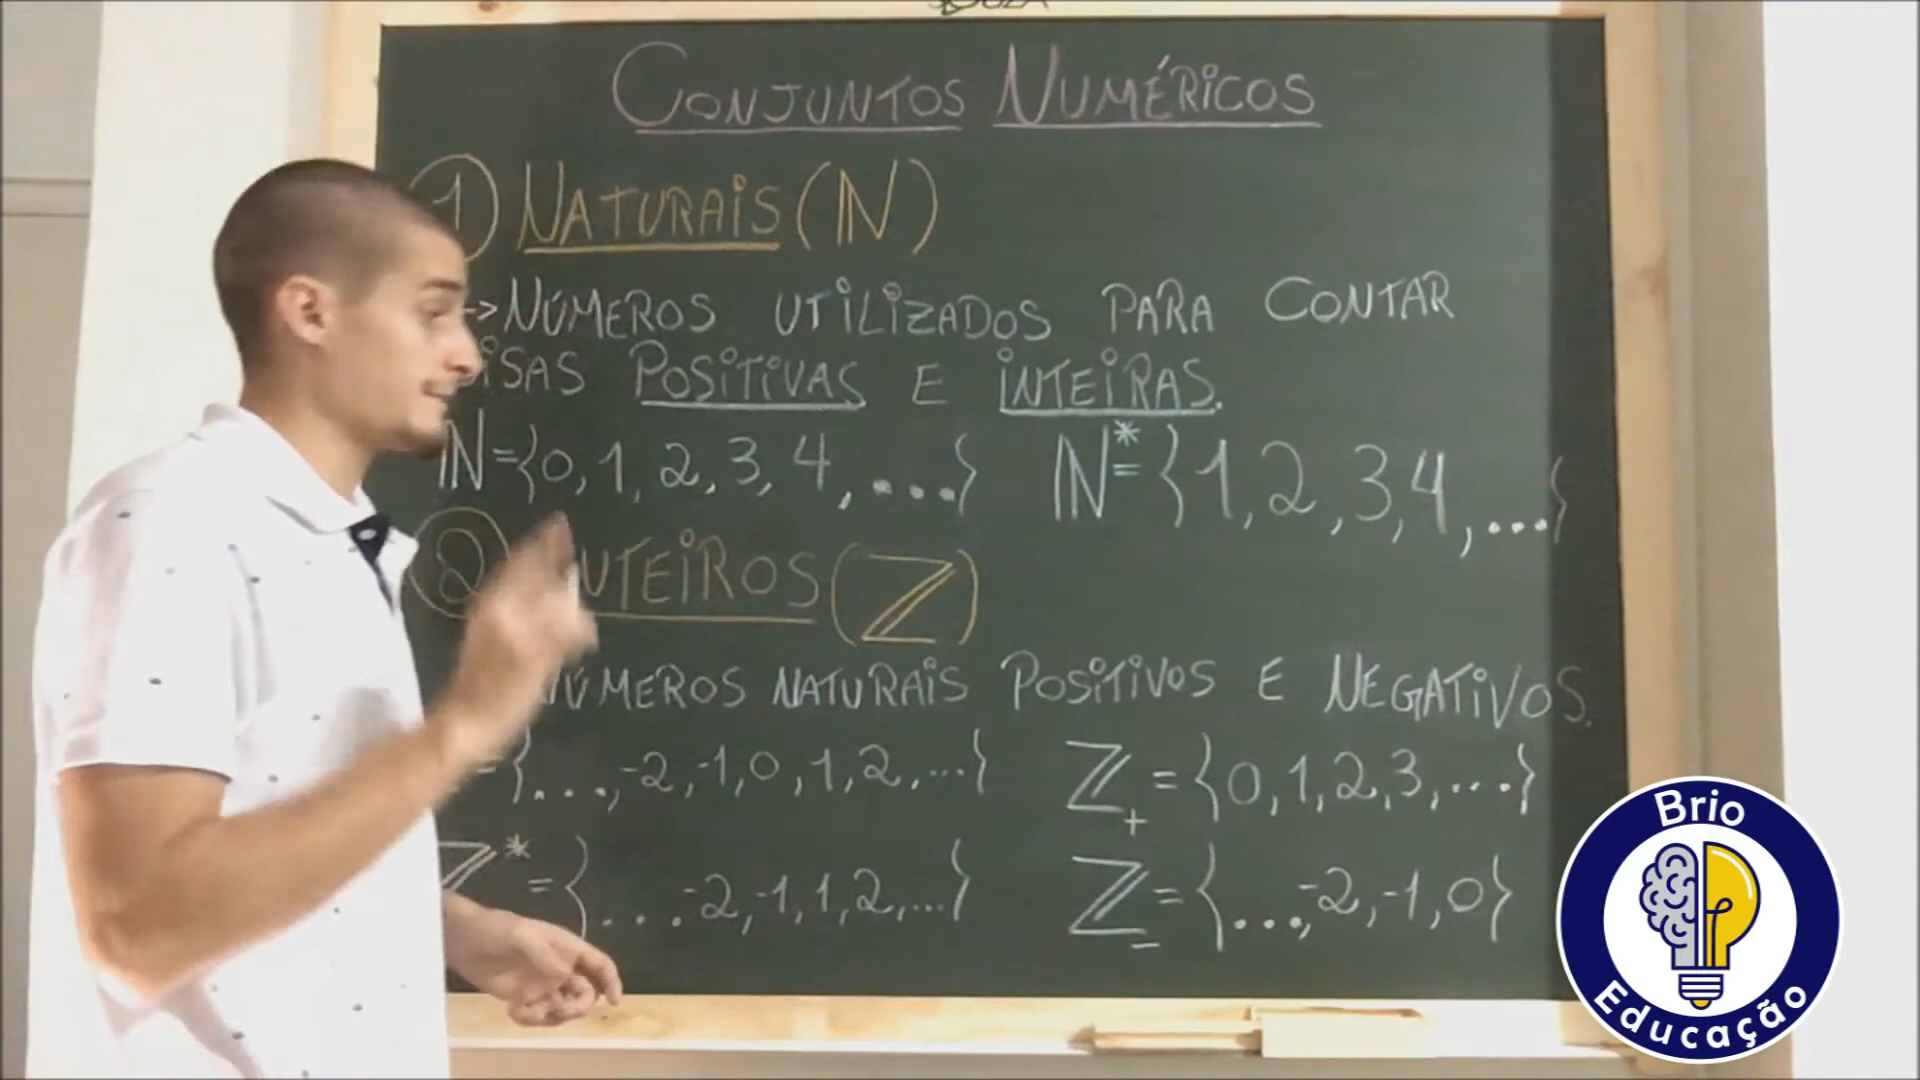 CONJUNTOS NUMÉRICOS
1 NATURAIS (ℕ)
→ NÚMEROS UTILIZADOS PARA CONTAR
POSITIVAS E INTEIRAS.
ℕ={0, 1, 2, 3, 4, ...} ℕ*={1, 2, 3, 4, ...}
2 INTEIROS (ℤ)
NÚMEROS NATURAIS POSITIVOS E NEGATIVOS.
={..., -2, -1, 0, 1, 2, ...} ℤ₊ = {0, 1, 2, 3, ...}
ℤ* = {... -2, -1, 1, 2, ...} ℤ₋ = {..., -2, -1, 0}
Brio
Educação